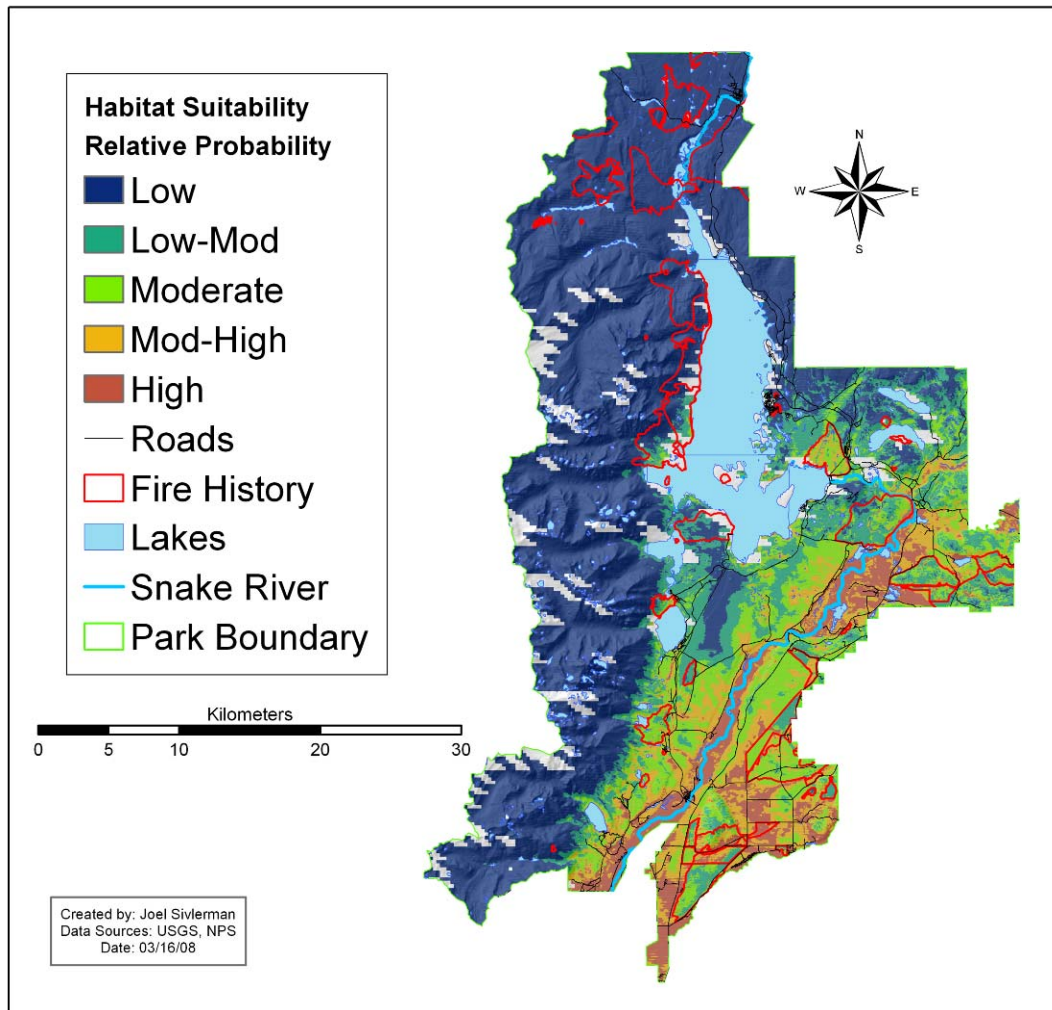 Habitat Suitability
Relative Probability
Low
Low-Mod
Moderate
Mod-High
High
Roads
Fire History
Lakes
Snake River
Park Boundary
N
W E
S
Kilometers
0 5 10 20 30
Created by: Joel Sivlerman
Data Sources: USGS, NPS
Date: 03/16/08